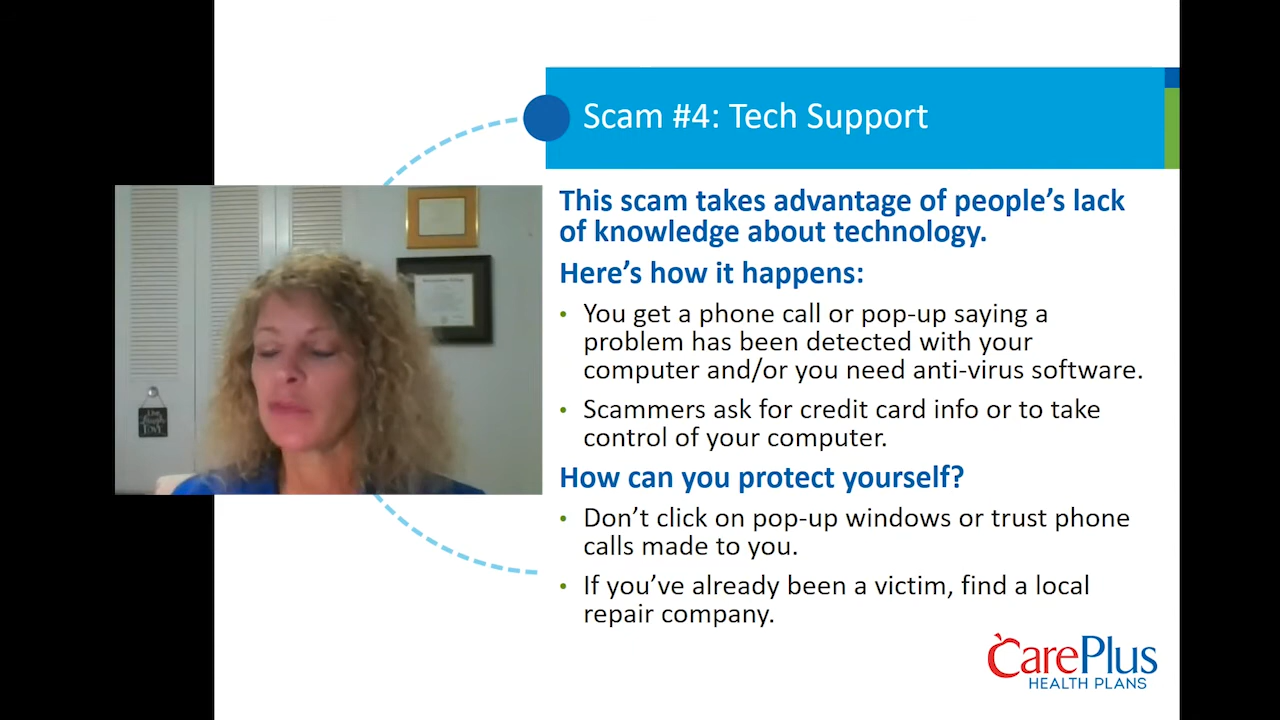 Scam #4: Tech Support
This scam takes advantage of people’s lack
of knowledge about technology.
Here’s how it happens:
• You get a phone call or pop-up saying a
problem has been detected with your
computer and/or you need anti-virus software.
• Scammers ask for credit card info or to take
control of your computer.
How can you protect yourself?
• Don’t click on pop-up windows or trust phone
calls made to you.
• If you’ve already been a victim, find a local
repair company.
CarePlus
HEALTH PLANS